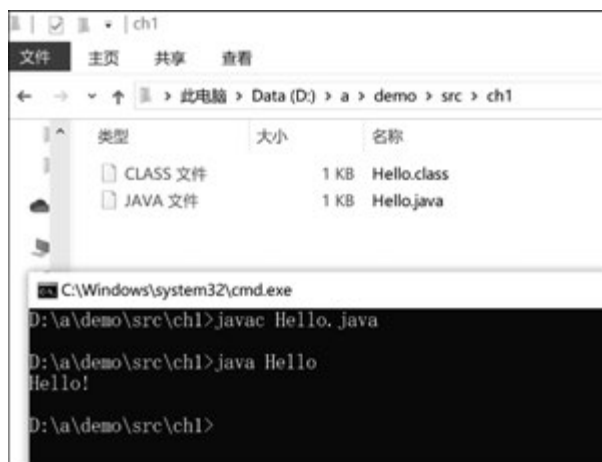 ch1
文件 主页 共享 查看
此电脑 > Data (D:) > a > demo > src > ch1
类型 大小 名称
CLASS 文件 1 KB Hello.class
JAVA 文件 1 KB Hello.java
C:\Windows\system32\cmd.exe
D:\a\demo\src\ch1>javac Hello.java
D:\a\demo\src\ch1>java Hello
Hello!
D:\a\demo\src\ch1>